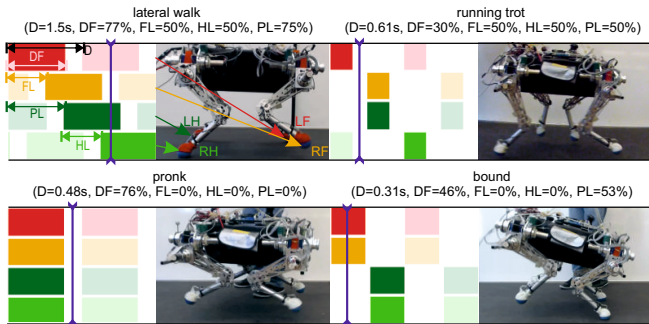 lateral walk
(D=1.5s, DF=77%, FL=50%, HL=50%, PL=75%)
running trot
(D=0.61s, DF=30%, FL=50%, HL=50%, PL=50%)
D
DF
FL
PL
HL
LH
LF
RH
RF
pronk
(D=0.48s, DF=76%, FL=0%, HL=0%, PL=0%)
bound
(D=0.31s, DF=46%, FL=0%, HL=0%, PL=53%)